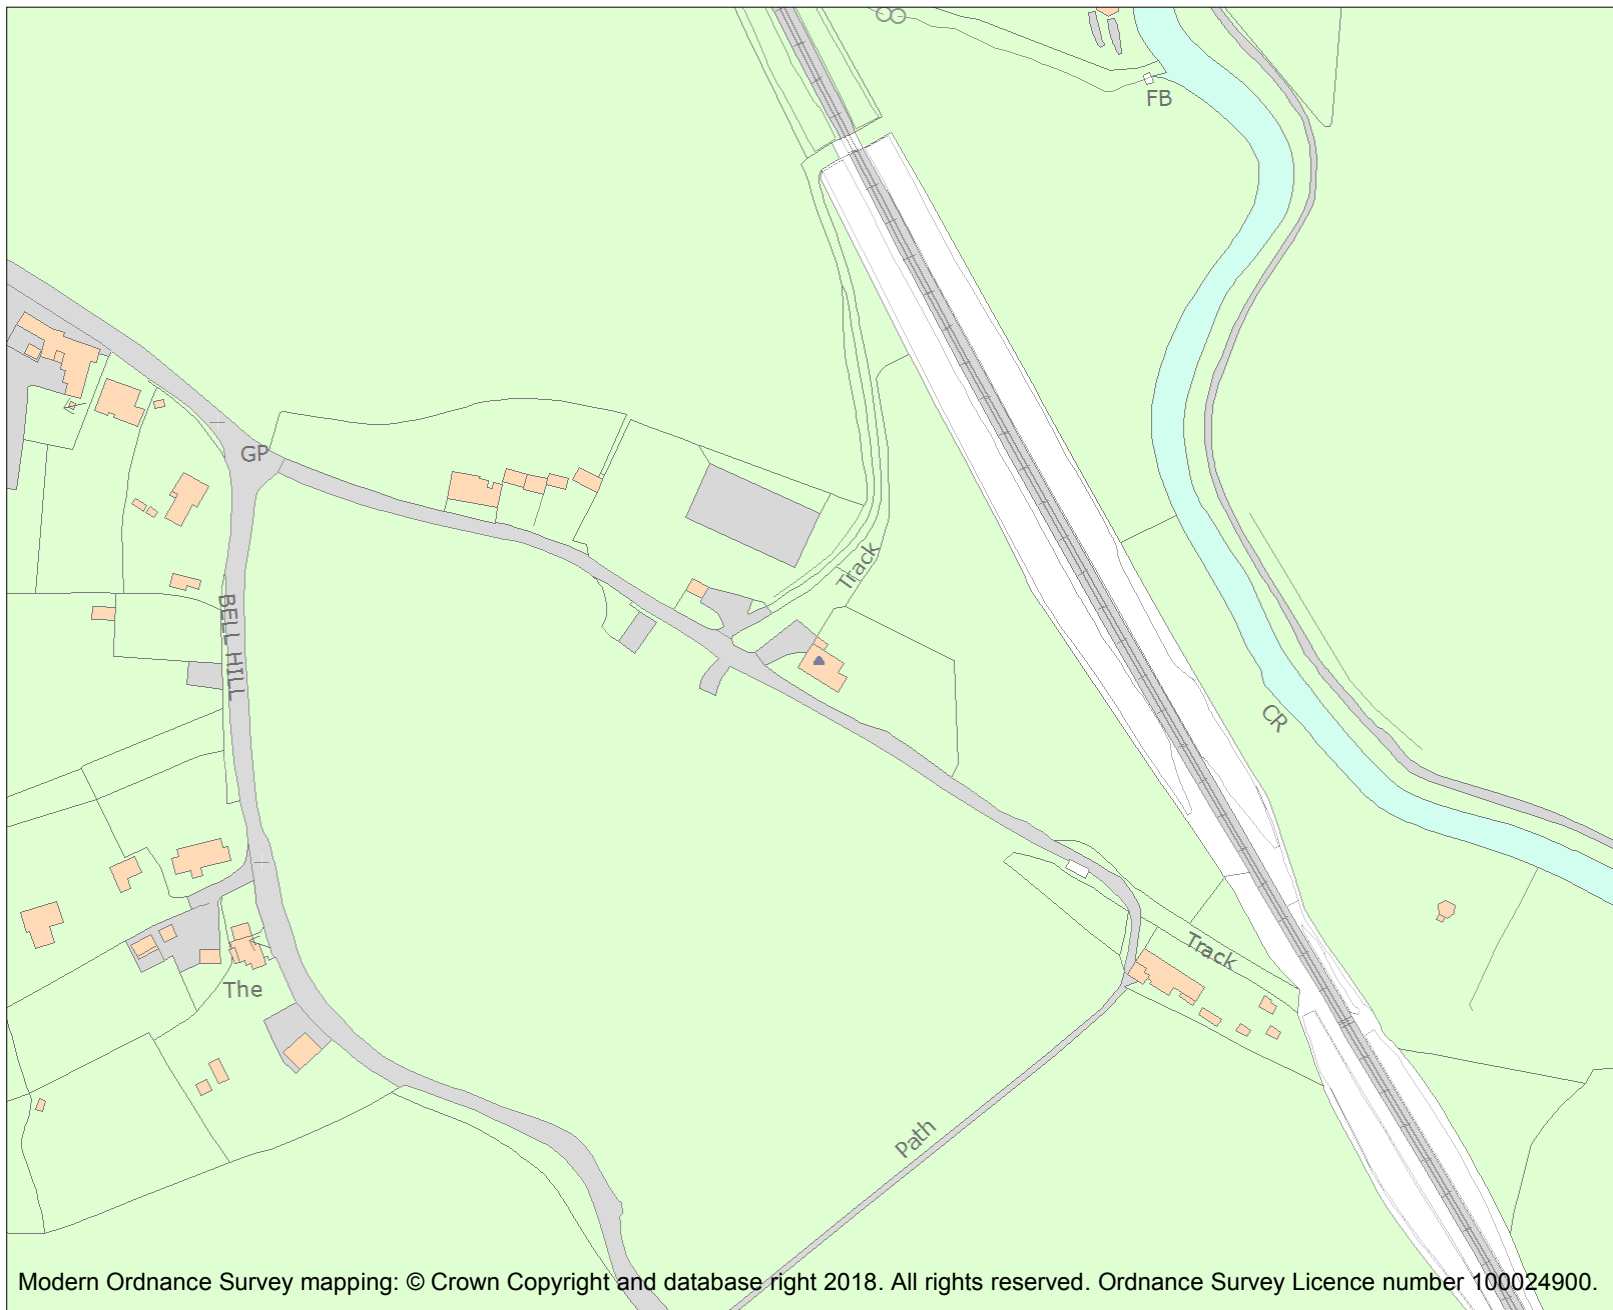 FB
GP
Track
BELL HILL
CR
Track
The
Path
Modern Ordnance Survey mapping: © Crown Copyright and database right 2018. All rights reserved. Ordnance Survey Licence number 100024900.